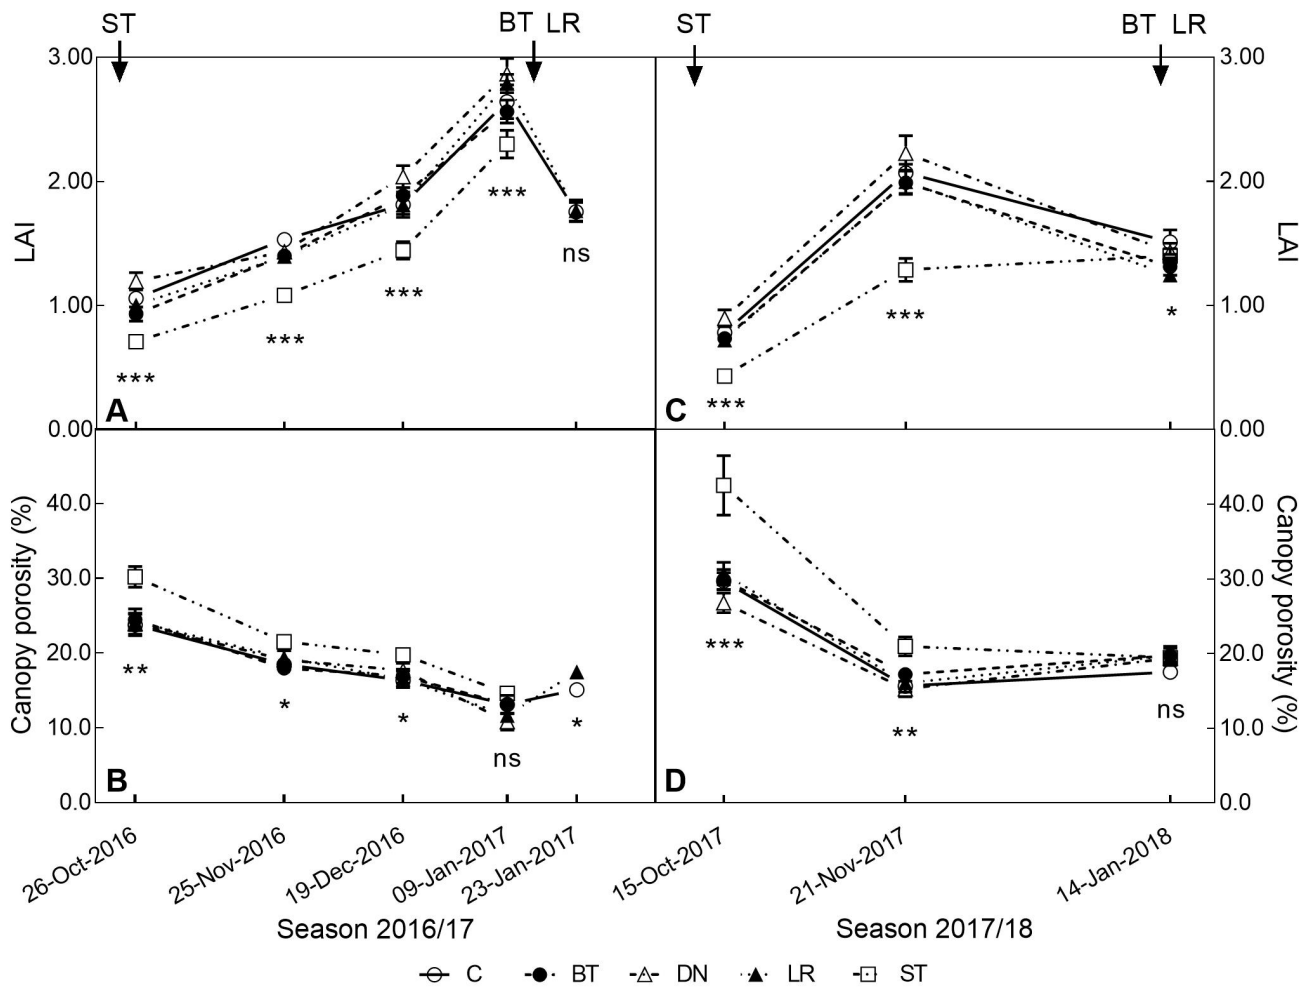 ST
BT LR
ST
BT LR
3.00
3.00
2.00
2.00
1.00
1.00
0.00
0.00
LAI
LAI
***
***
***
***
ns
A
***
***
*
C
40.0
40.0
30.0
30.0
20.0
20.0
10.0
10.0
0.0
0.0
Canopy porosity (%)
Canopy porosity (%)
**
*
*
ns
*
B
***
**
ns
D
26-Oct-2016
25-Nov-2016
19-Dec-2016
09-Jan-2017
23-Jan-2017
15-Oct-2017
21-Nov-2017
14-Jan-2018
Season 2016/17
Season 2017/18
C BT DN LR ST